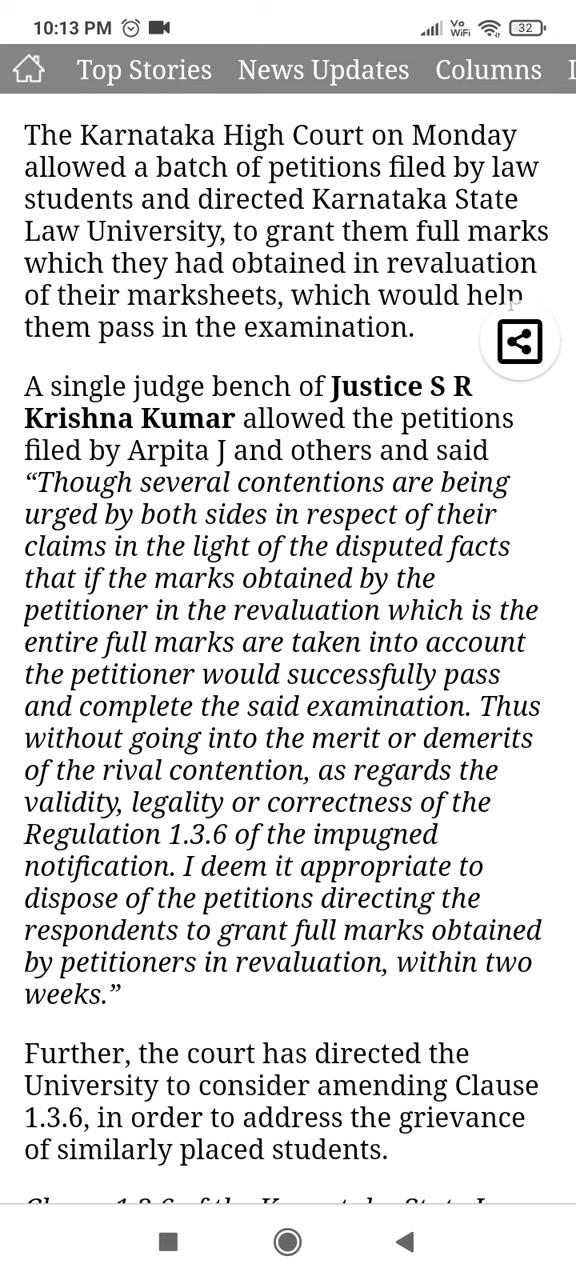 10:13 PM Vo WiFi 32
Top Stories News Updates Columns
The Karnataka High Court on Monday
allowed a batch of petitions filed by law
students and directed Karnataka State
Law University, to grant them full marks
which they had obtained in revaluation
of their marksheets, which would help
them pass in the examination.
A single judge bench of Justice S R
Krishna Kumar allowed the petitions
filed by Arpita J and others and said
“Though several contentions are being
urged by both sides in respect of their
claims in the light of the disputed facts
that if the marks obtained by the
petitioner in the revaluation which is the
entire full marks are taken into account
the petitioner would successfully pass
and complete the said examination. Thus
without going into the merit or demerits
of the rival contention, as regards the
validity, legality or correctness of the
Regulation 1.3.6 of the impugned
notification. I deem it appropriate to
dispose of the petitions directing the
respondents to grant full marks obtained
by petitioners in revaluation, within two
weeks.”
Further, the court has directed the
University to consider amending Clause
1.3.6, in order to address the grievance
of similarly placed students.